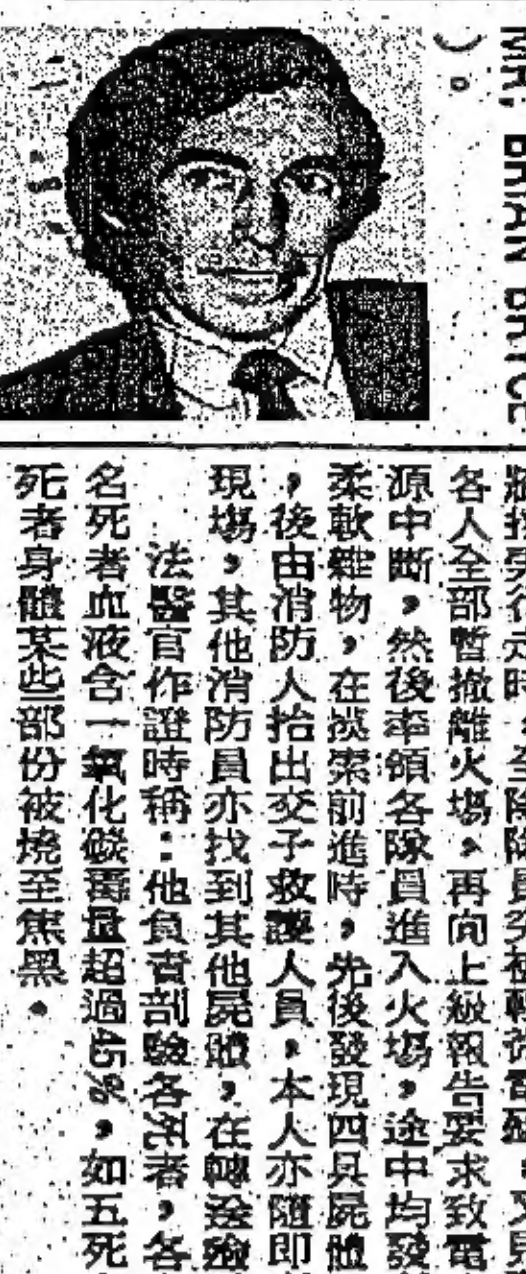 MR. BRIAN BRYCE
)。
各人全部暫撤離火場。再向上級報告要求致電
源中斷,然後率領各隊員進入火場,途中均發
柔軟雜物,在摸索前進時,先後發現四具屍體
,後由消防人抬出交予救護人員,本人亦隨即
現場,其他消防員亦找到其他屍體,在轉送殮
法醫官作證時稱:他負責剖驗各死者,各
名死者血液含一氧化碳毒量超過45%,如五死
死者身體某些部份被燒至焦黑。